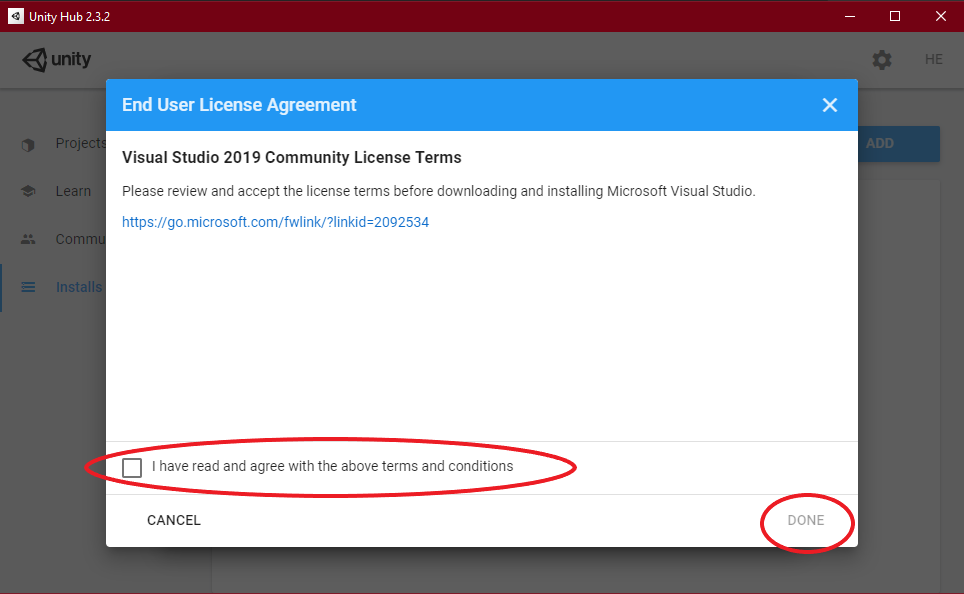 Unity Hub 2.3.2
unity
HE
End User License Agreement
Projects
ADD
Visual Studio 2019 Community License Terms
Learn
Please review and accept the license terms before downloading and installing Microsoft Visual Studio.
https://go.microsoft.com/fwlink/?linkid=2092534
Commu
Installs
I have read and agree with the above terms and conditions
CANCEL
DONE